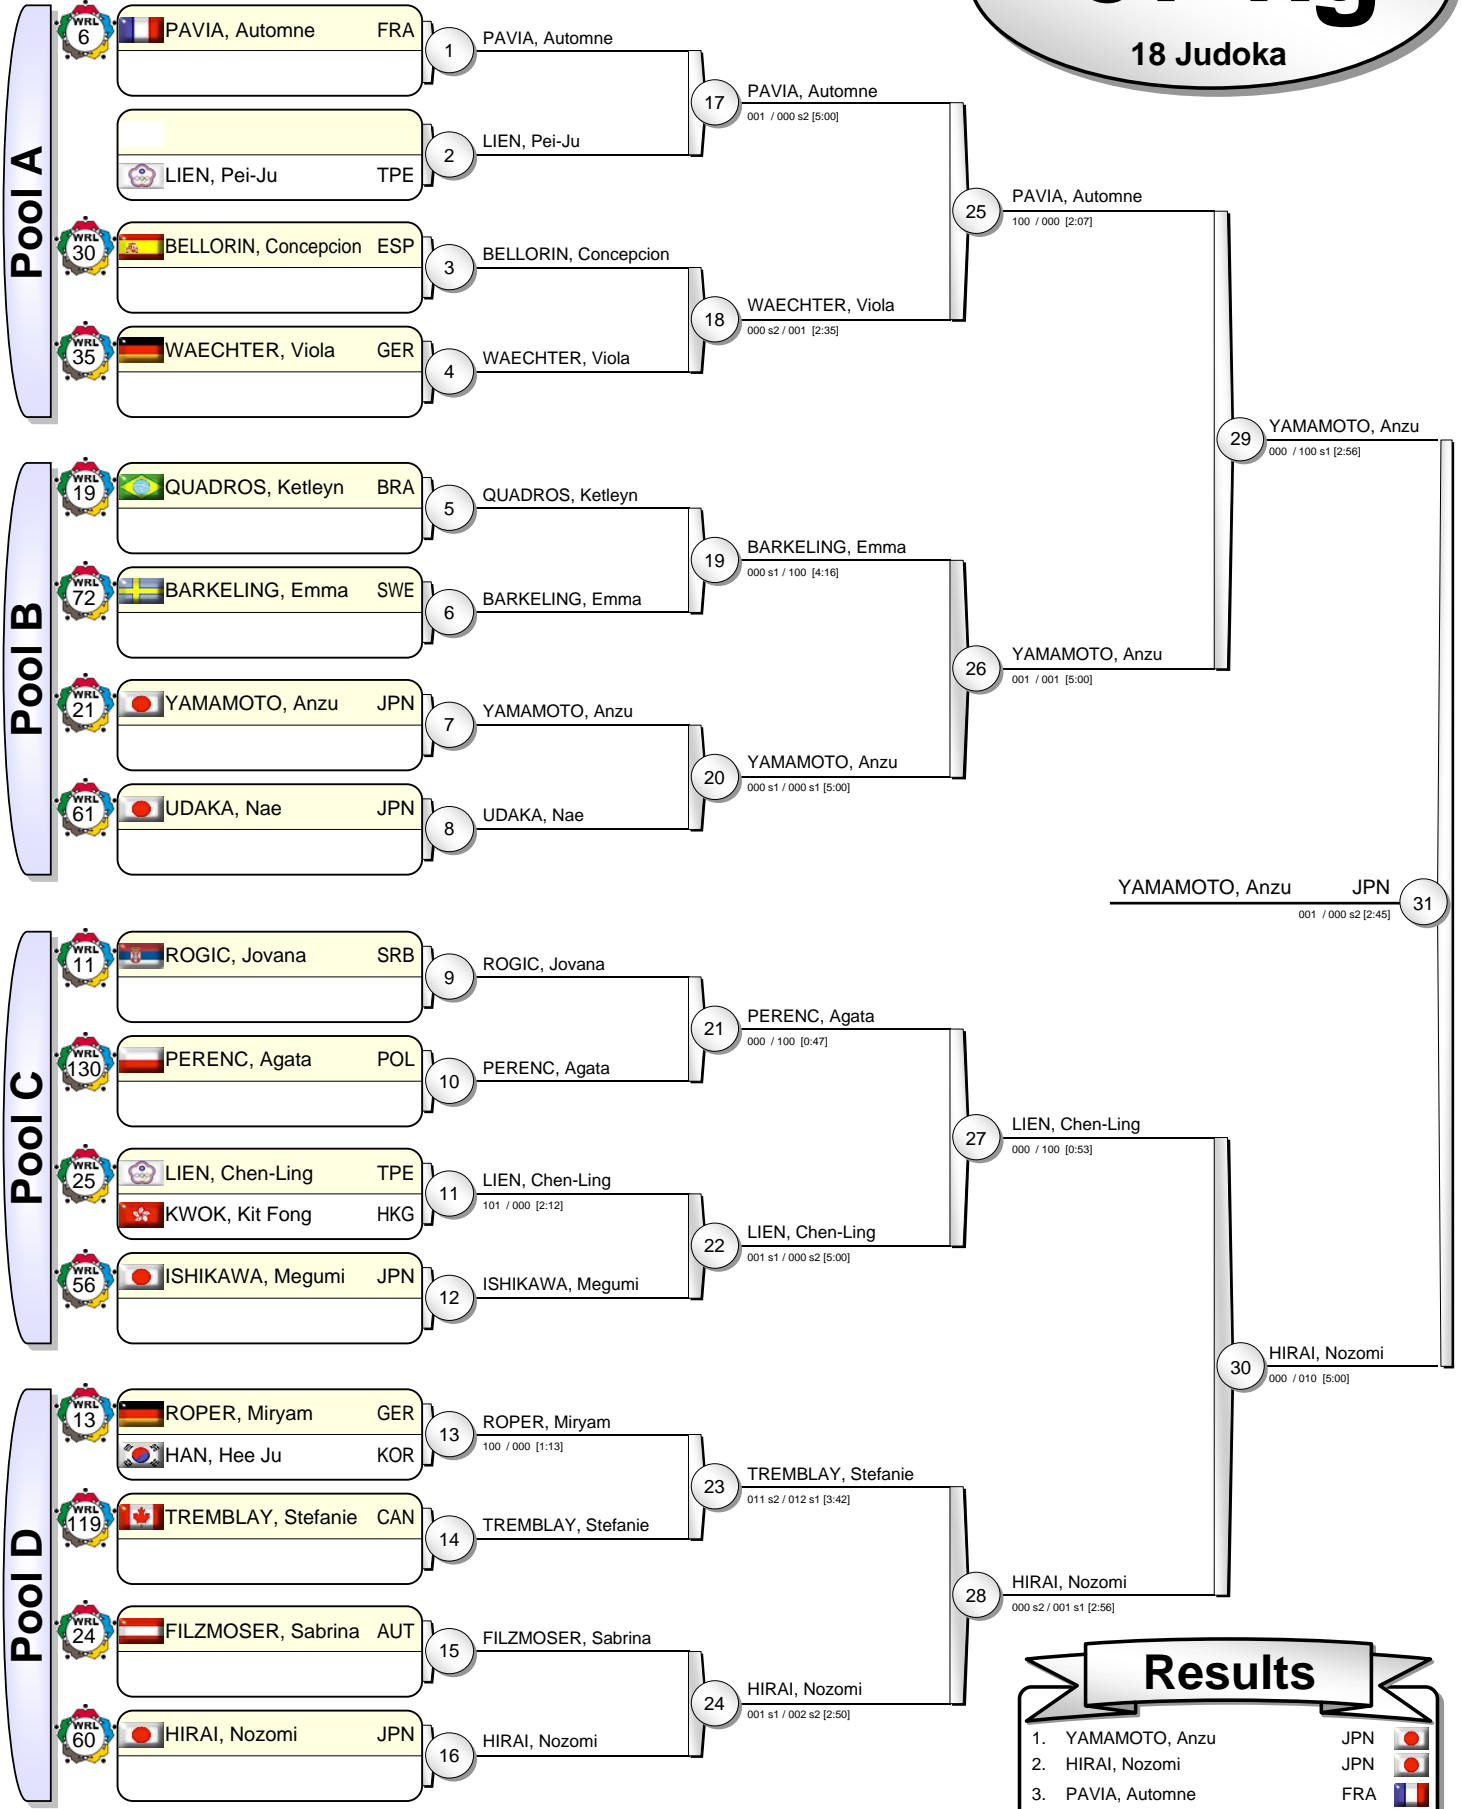 18 Judoka
Pool A
WRL 6
PAVIA, Automne FRA
1
PAVIA, Automne
2
LIEN, Pei-Ju
LIEN, Pei-Ju TPE
17
PAVIA, Automne
001 / 000 s2 [5:00]
WRL 30
BELLORIN, Concepcion ESP
3
BELLORIN, Concepcion
WRL 35
WAECHTER, Viola GER
4
WAECHTER, Viola
18
WAECHTER, Viola
000 s2 / 001 [2:35]
25
PAVIA, Automne
100 / 000 [2:07]
Pool B
WRL 19
QUADROS, Ketleyn BRA
5
QUADROS, Ketleyn
WRL 72
BARKELING, Emma SWE
6
BARKELING, Emma
19
BARKELING, Emma
000 s1 / 100 [4:16]
WRL 21
YAMAMOTO, Anzu JPN
7
YAMAMOTO, Anzu
WRL 61
UDAKA, Nae JPN
8
UDAKA, Nae
20
YAMAMOTO, Anzu
000 s1 / 000 s1 [5:00]
26
YAMAMOTO, Anzu
001 / 001 [5:00]
29
YAMAMOTO, Anzu
000 / 100 s1 [2:56]
YAMAMOTO, Anzu JPN
001 / 000 s2 [2:45]
31
Pool C
WRL 11
ROGIC, Jovana SRB
9
ROGIC, Jovana
WRL 130
PERENC, Agata POL
10
PERENC, Agata
21
PERENC, Agata
000 / 100 [0:47]
WRL 25
LIEN, Chen-Ling TPE
KWOK, Kit Fong HKG
11
LIEN, Chen-Ling
101 / 000 [2:12]
WRL 56
ISHIKAWA, Megumi JPN
12
ISHIKAWA, Megumi
22
LIEN, Chen-Ling
001 s1 / 000 s2 [5:00]
27
LIEN, Chen-Ling
000 / 100 [0:53]
Pool D
WRL 13
ROPER, Miryam GER
HAN, Hee Ju KOR
13
ROPER, Miryam
100 / 000 [1:13]
WRL 119
TREMBLAY, Stefanie CAN
14
TREMBLAY, Stefanie
23
TREMBLAY, Stefanie
011 s2 / 012 s1 [3:42]
WRL 24
FILZMOSER, Sabrina AUT
15
FILZMOSER, Sabrina
WRL 60
HIRAI, Nozomi JPN
16
HIRAI, Nozomi
24
HIRAI, Nozomi
001 s1 / 002 s2 [2:50]
28
HIRAI, Nozomi
000 s2 / 001 s1 [2:56]
30
HIRAI, Nozomi
000 / 010 [5:00]
Results
1. YAMAMOTO, Anzu JPN
2. HIRAI, Nozomi JPN
3. PAVIA, Automne FRA